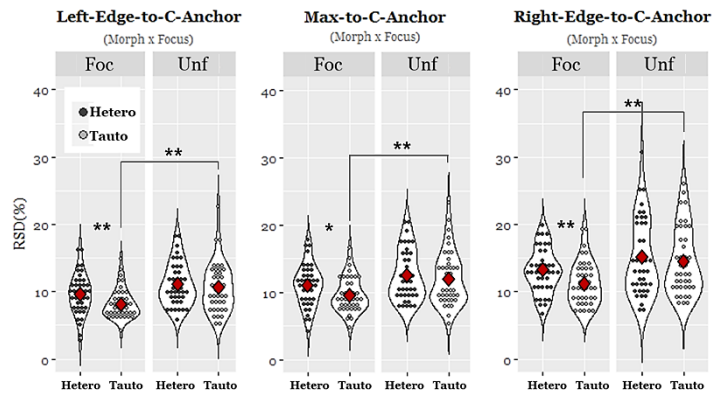 Left-Edge-to-C-Anchor
(Morph x Focus)
Foc Unf
RSD(%)
40
30
20
10
0
Hetero
Tauto
**
**
Hetero Tauto Hetero Tauto
Max-to-C-Anchor
(Morph x Focus)
Foc Unf
40
30
20
10
0
**
*
Hetero Tauto Hetero Tauto
Right-Edge-to-C-Anchor
(Morph x Focus)
Foc Unf
40
30
20
10
0
**
**
Hetero Tauto Hetero Tauto